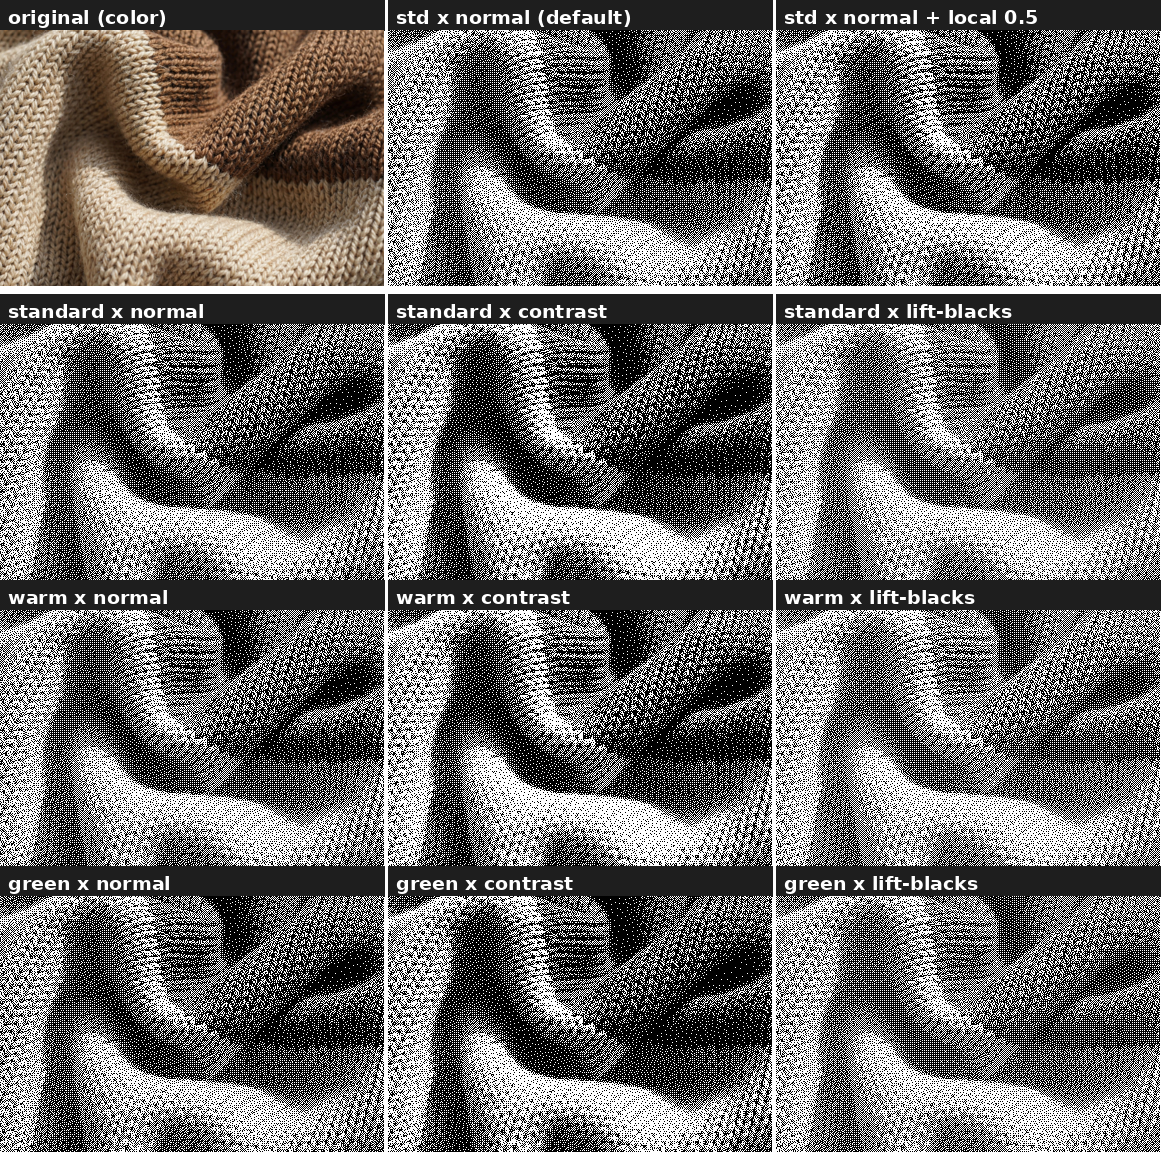 original (color)
std x normal (default)
std x normal + local 0.5
standard x normal
standard x contrast
standard x lift-blacks
warm x normal
warm x contrast
warm x lift-blacks
green x normal
green x contrast
green x lift-blacks